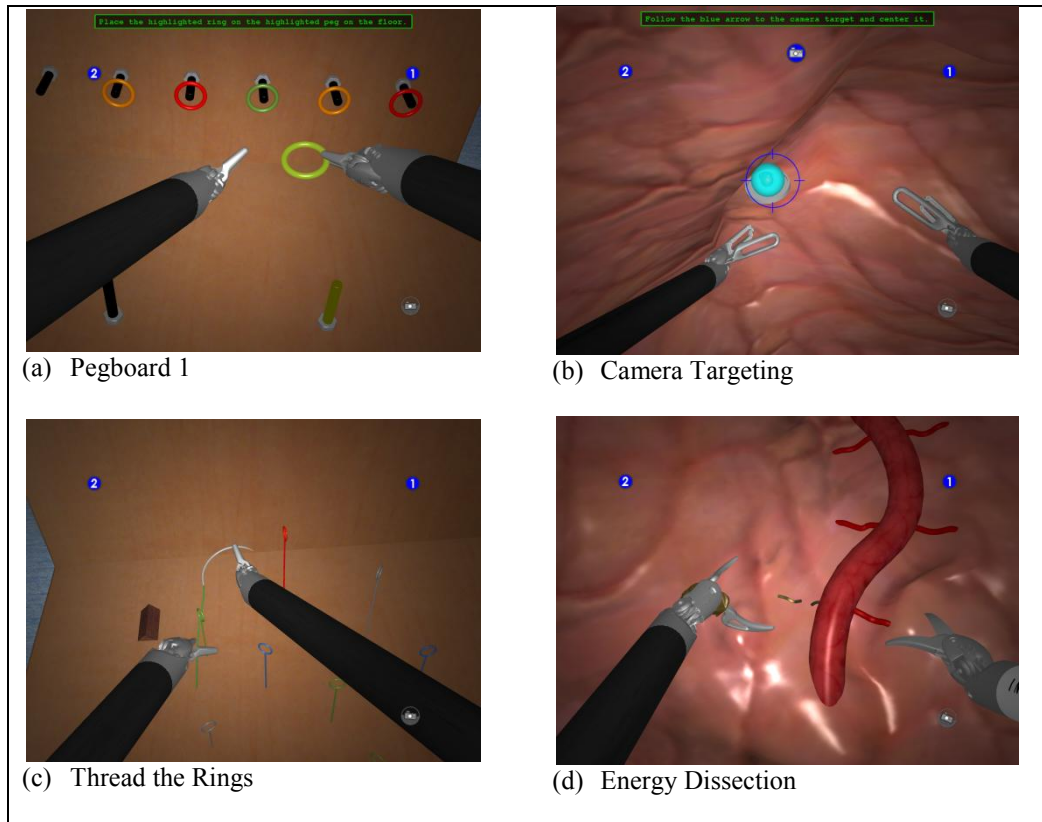 Place the highlighted ring on the highlighted peg on the floor.
2
1
(a) Pegboard 1
Follow the blue arrow to the camera target and center it.
2
1
(b) Camera Targeting
2
1
(c) Thread the Rings
2
1
(d) Energy Dissection